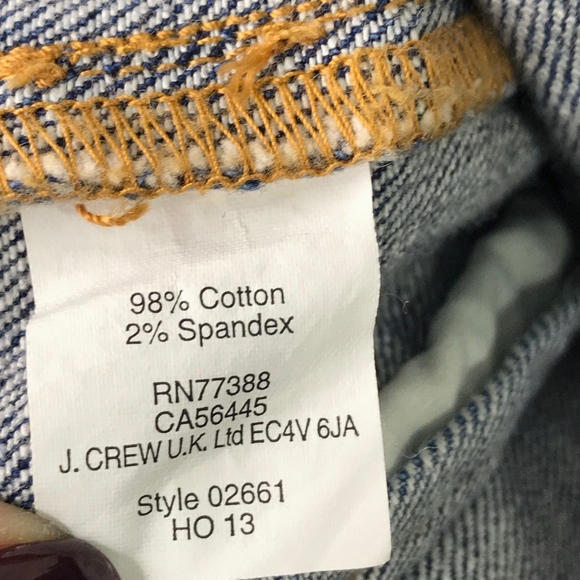 98% Cotton
2% Spandex
RN77388
CA56445
J. CREW U.K. Ltd EC4V 6JA
Style 02661
HO 13